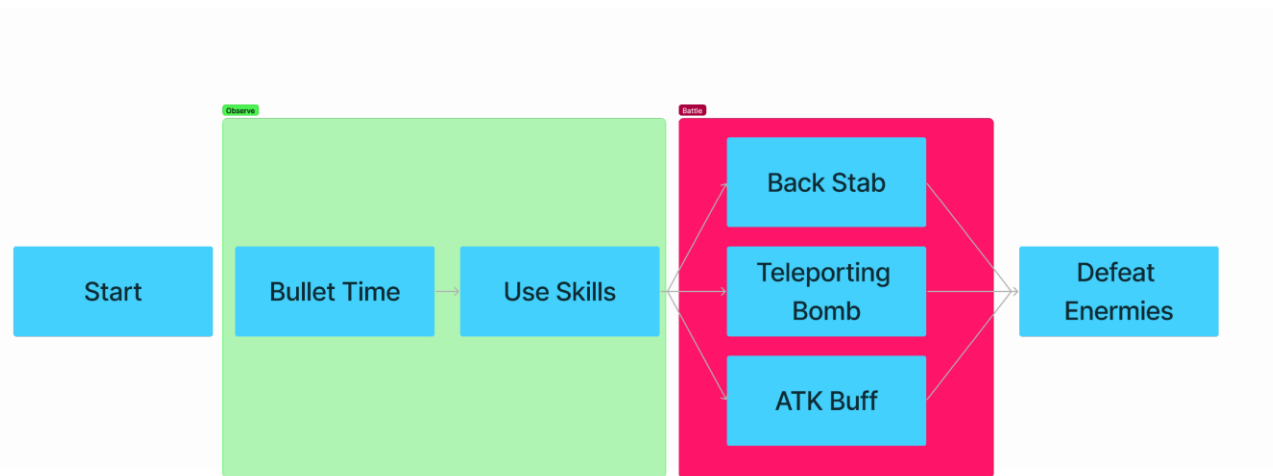 Observe
Battle
Start
Bullet Time
Use Skills
Back Stab
Teleporting
Bomb
ATK Buff
Defeat
Enermies